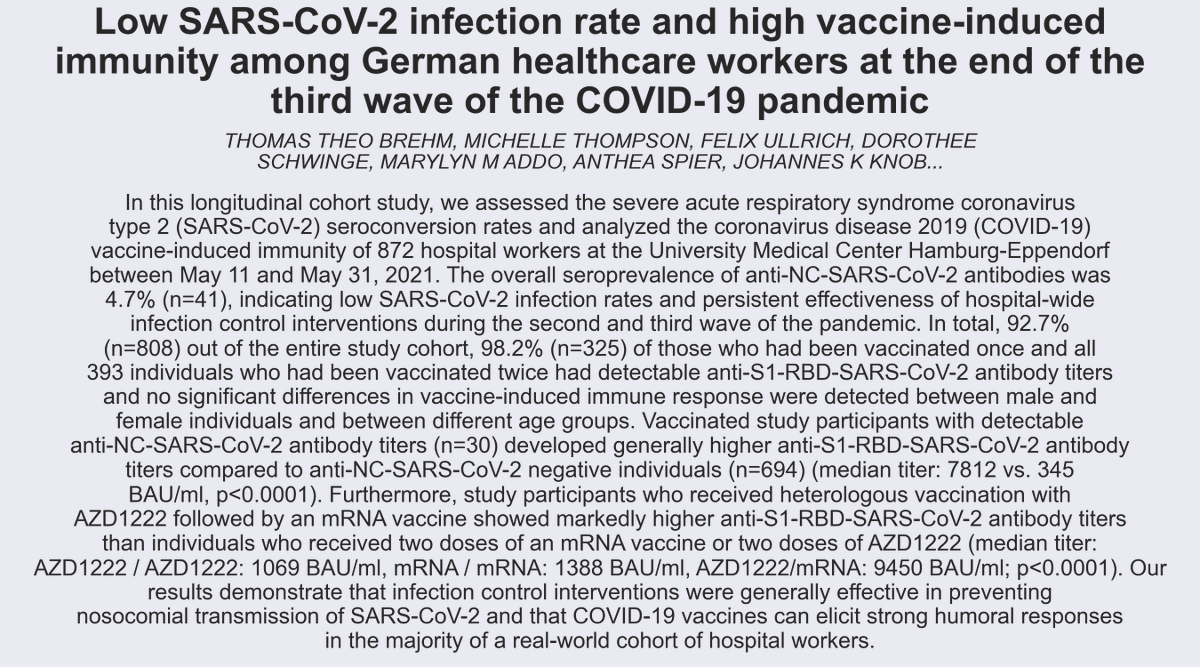 Low SARS-CoV-2 infection rate and high vaccine-induced
immunity among German healthcare workers at the end of the
third wave of the COVID-19 pandemic
THOMAS THEO BREHM, MICHELLE THOMPSON, FELIX ULLRICH, DOROTHEE
SCHWINGE, MARYLYN M ADDO, ANTHEA SPIER, JOHANNES K KNOB...
In this longitudinal cohort study, we assessed the severe acute respiratory syndrome coronavirus
type 2 (SARS-CoV-2) seroconversion rates and analyzed the coronavirus disease 2019 (COVID-19)
vaccine-induced immunity of 872 hospital workers at the University Medical Center Hamburg-Eppendorf
between May 11 and May 31, 2021. The overall seroprevalence of anti-NC-SARS-CoV-2 antibodies was
4.7% (n=41), indicating low SARS-CoV-2 infection rates and persistent effectiveness of hospital-wide
infection control interventions during the second and third wave of the pandemic. In total, 92.7%
(n=808) out of the entire study cohort, 98.2% (n=325) of those who had been vaccinated once and all
393 individuals who had been vaccinated twice had detectable anti-S1-RBD-SARS-CoV-2 antibody titers
and no significant differences in vaccine-induced immune response were detected between male and
female individuals and between different age groups. Vaccinated study participants with detectable
anti-NC-SARS-CoV-2 antibody titers (n=30) developed generally higher anti-S1-RBD-SARS-CoV-2 antibody
titers compared to anti-NC-SARS-CoV-2 negative individuals (n=694) (median titer: 7812 vs. 345
BAU/ml, p<0.0001). Furthermore, study participants who received heterologous vaccination with
AZD1222 followed by an mRNA vaccine showed markedly higher anti-S1-RBD-SARS-CoV-2 antibody titers
than individuals who received two doses of an mRNA vaccine or two doses of AZD1222 (median titer:
AZD1222 / AZD1222: 1069 BAU/ml, mRNA / mRNA: 1388 BAU/ml, AZD1222/mRNA: 9450 BAU/ml; p<0.0001). Our
results demonstrate that infection control interventions were generally effective in preventing
nosocomial transmission of SARS-CoV-2 and that COVID-19 vaccines can elicit strong humoral responses
in the majority of a real-world cohort of hospital workers.